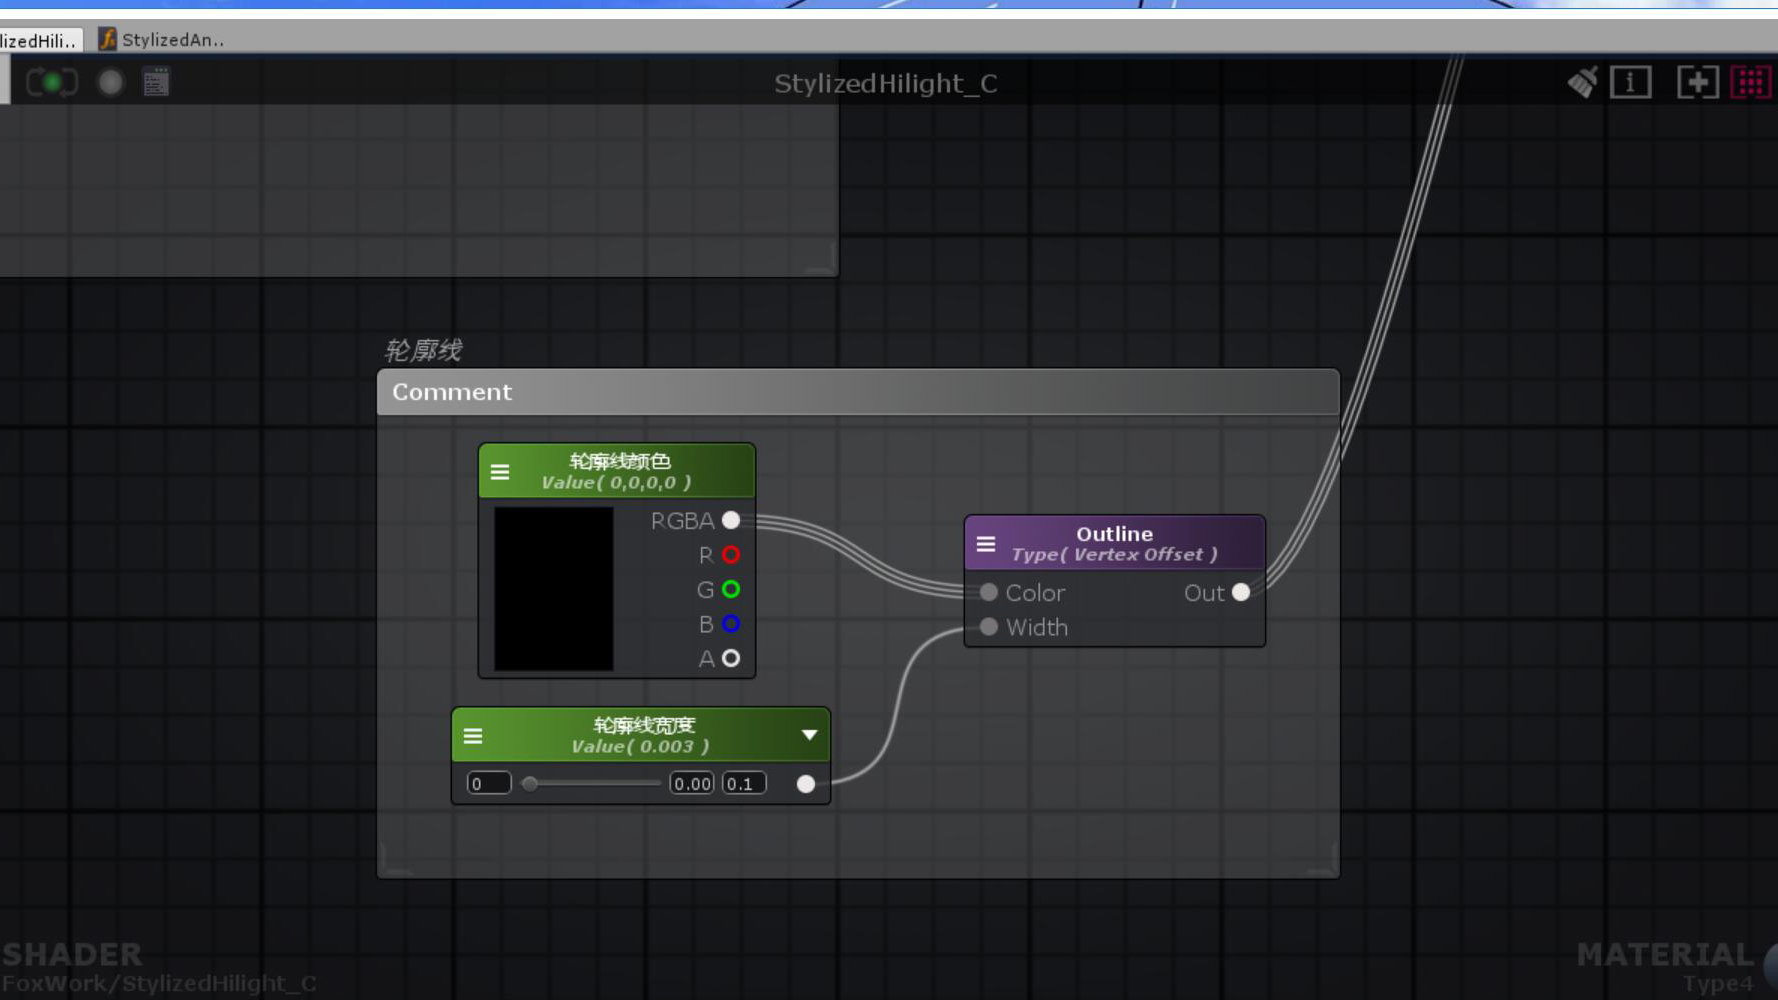 lizedHili..
StylizedAn..
StylizedHilight_C
轮廓线
Comment
轮廓线颜色
Value( 0,0,0,0 )
RGBA
R
G
B
A
Outline
Type( Vertex Offset )
Color
Out
Width
轮廓线宽度
Value( 0.003 )
0
0.00
0.1
SHADER
FoxWork/StylizedHilight_C
MATERIAL
Type4